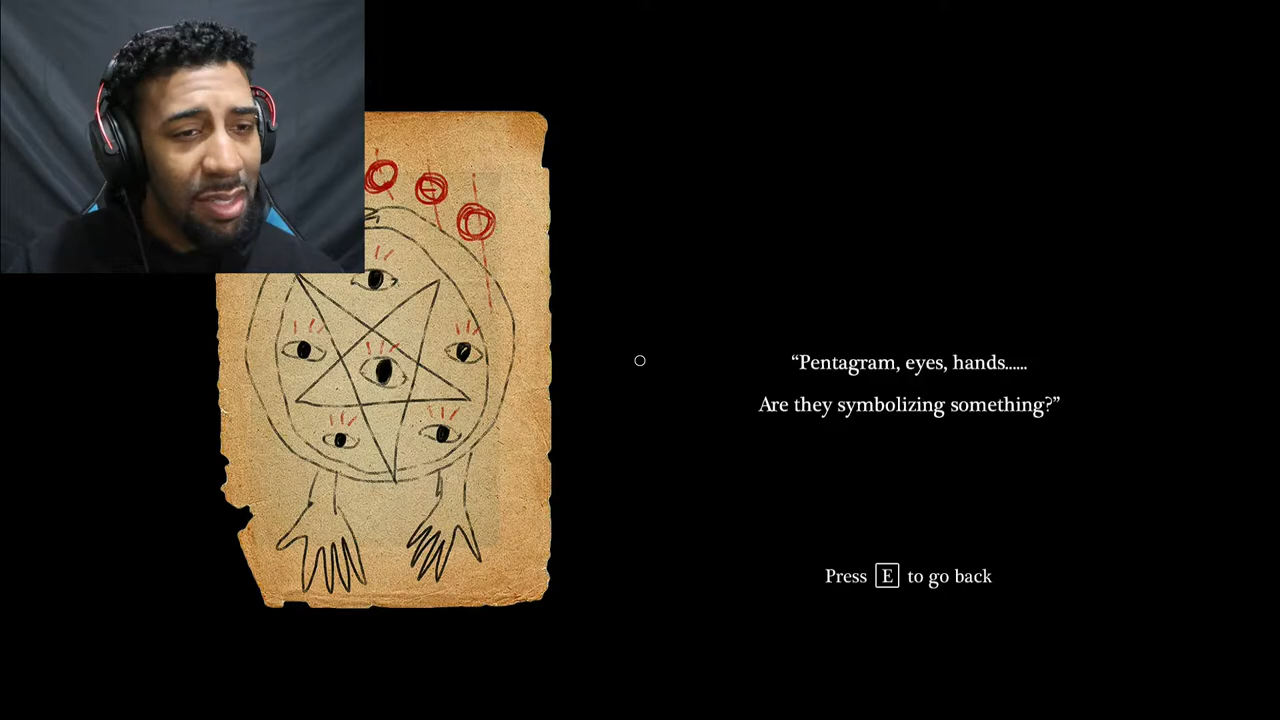 “Pentagram, eyes, hands......
Are they symbolizing something?”
Press E to go back